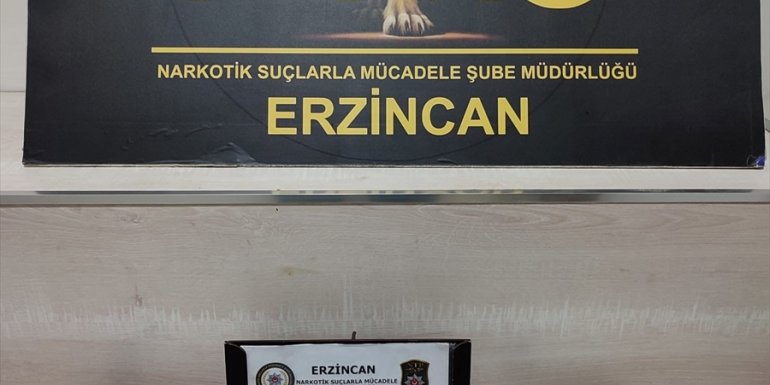 NARKOTİK SUÇLARLA MÜCADELE ŞUBE MÜDÜRLÜĞÜ
ERZİNCAN
ERZİNCAN
NARKOTİK SUÇLARLA MÜCADELE